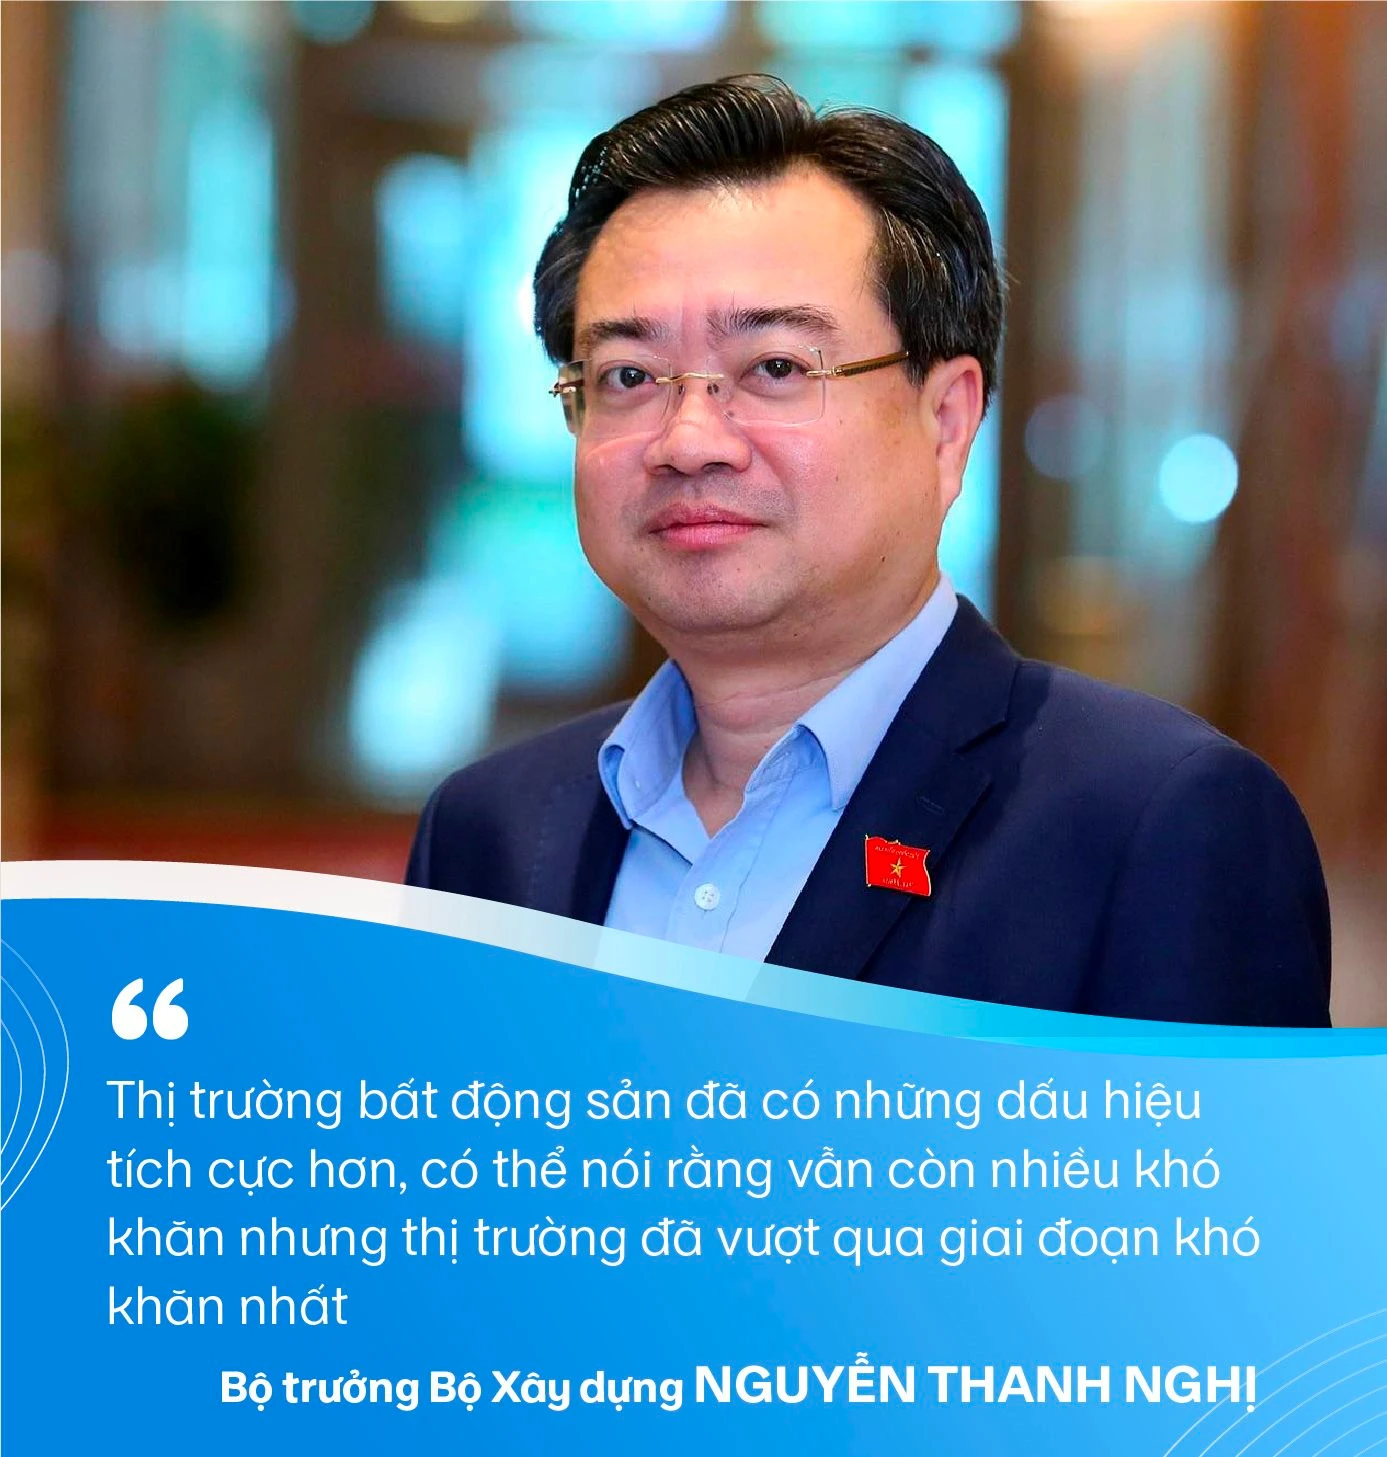 Thị trường bất động sản đã có những dấu hiệu
tích cực hơn, có thể nói rằng vẫn còn nhiều khó
khăn nhưng thị trường đã vượt qua giai đoạn khó
khăn nhất
Bộ trưởng Bộ Xây dựng NGUYỄN THANH NGHỊ